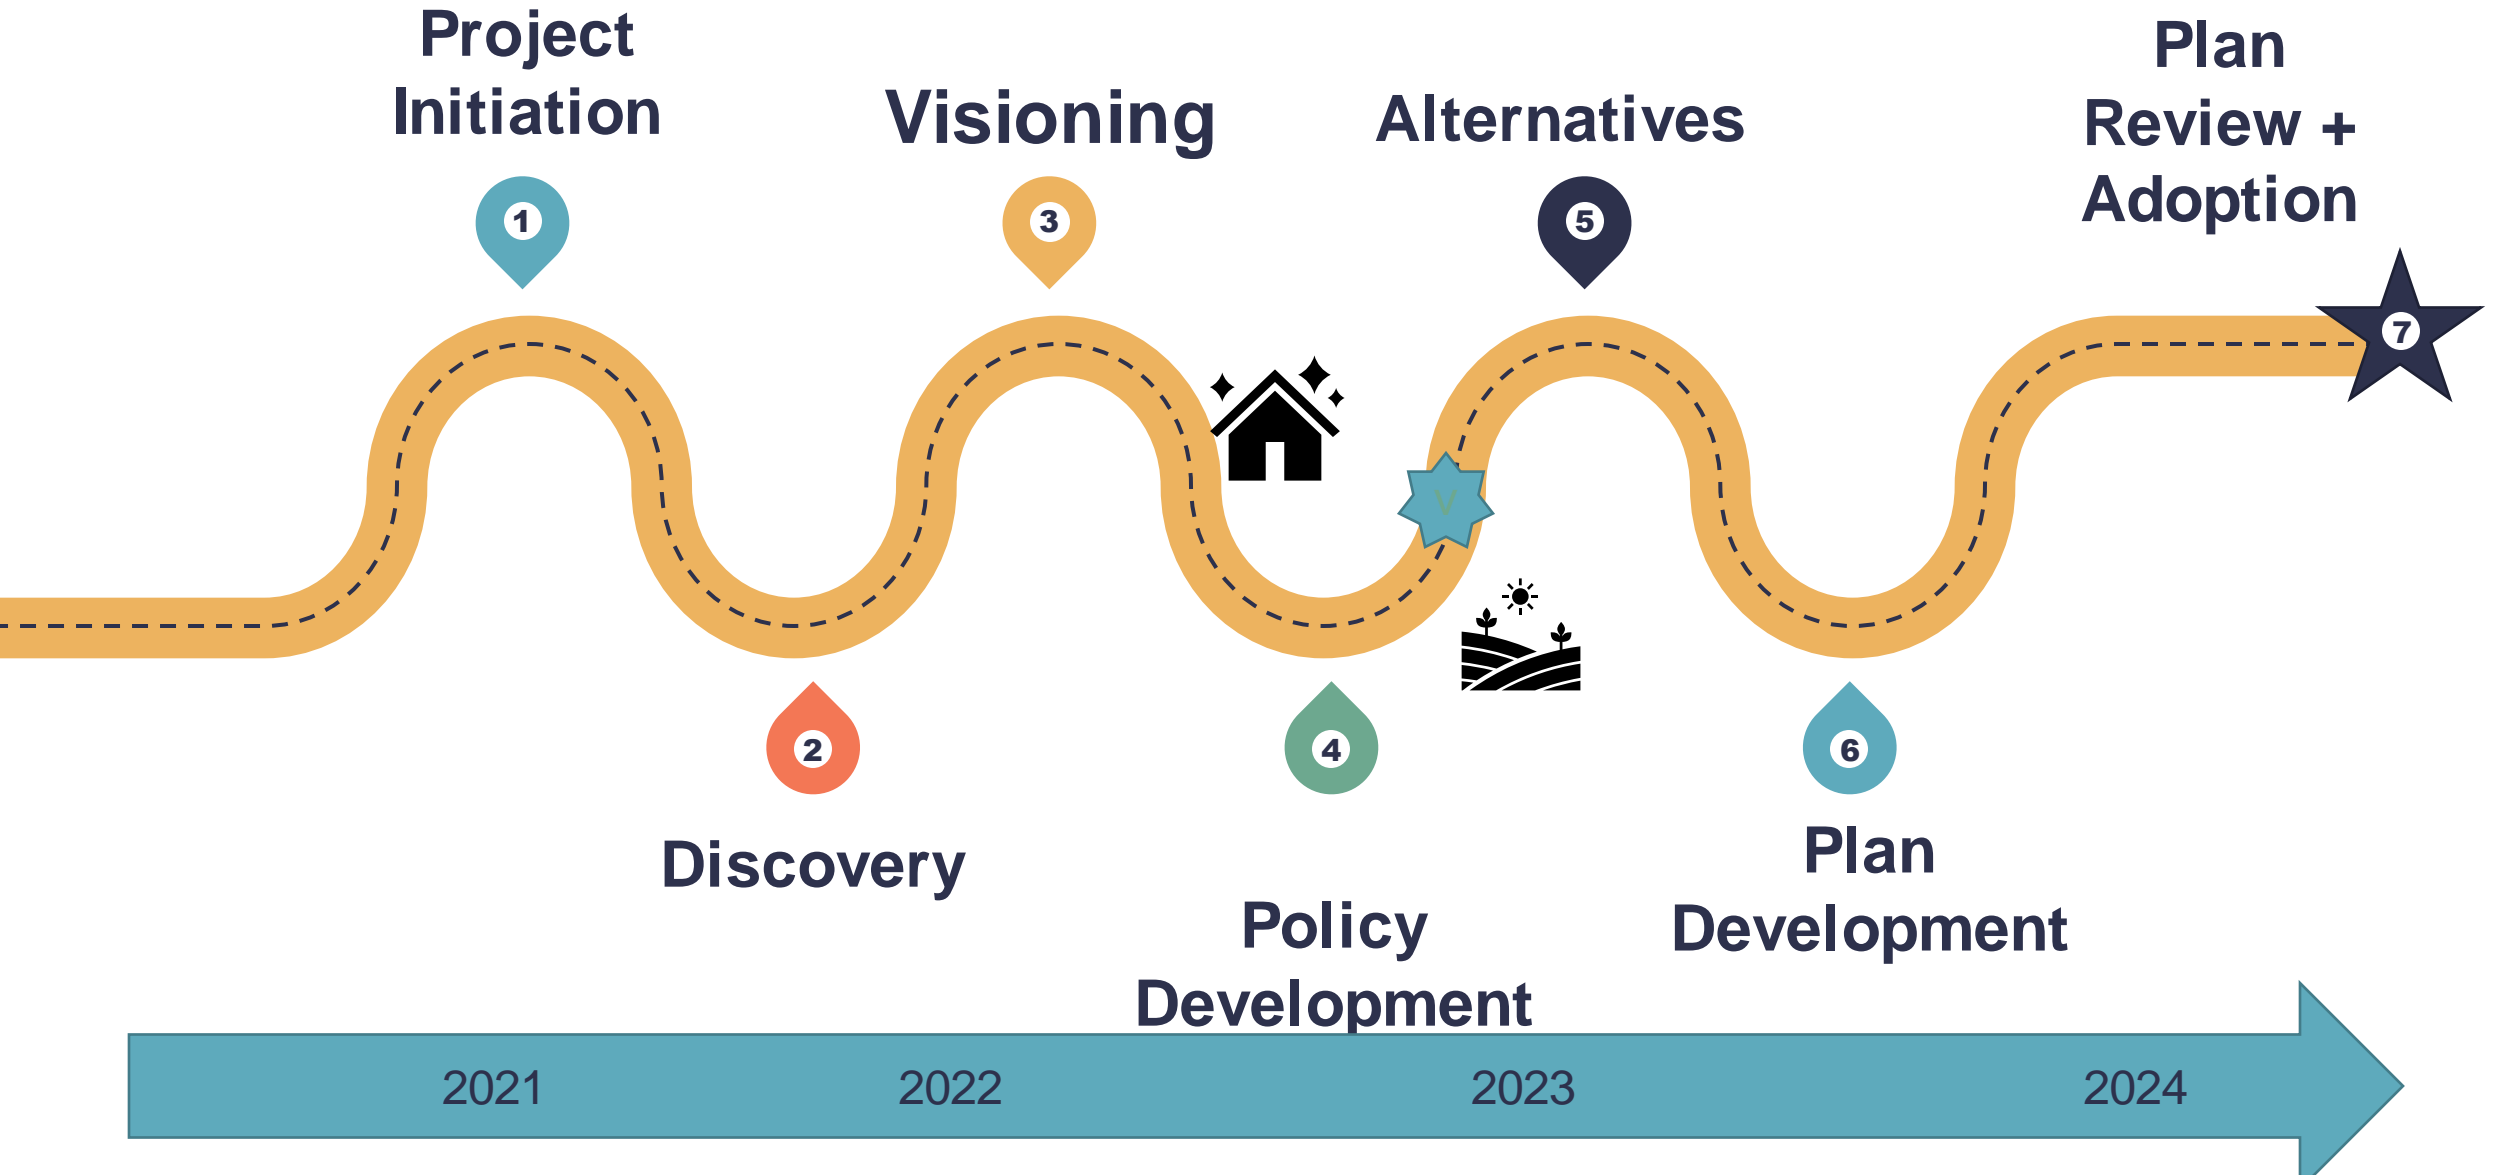 Project
Initiation
Visioning
Alternatives
Plan
Review +
Adoption
1
3
5
7
V
2
4
6
Discovery
Policy
Development
Plan
Development
2021
2022
2023
2024